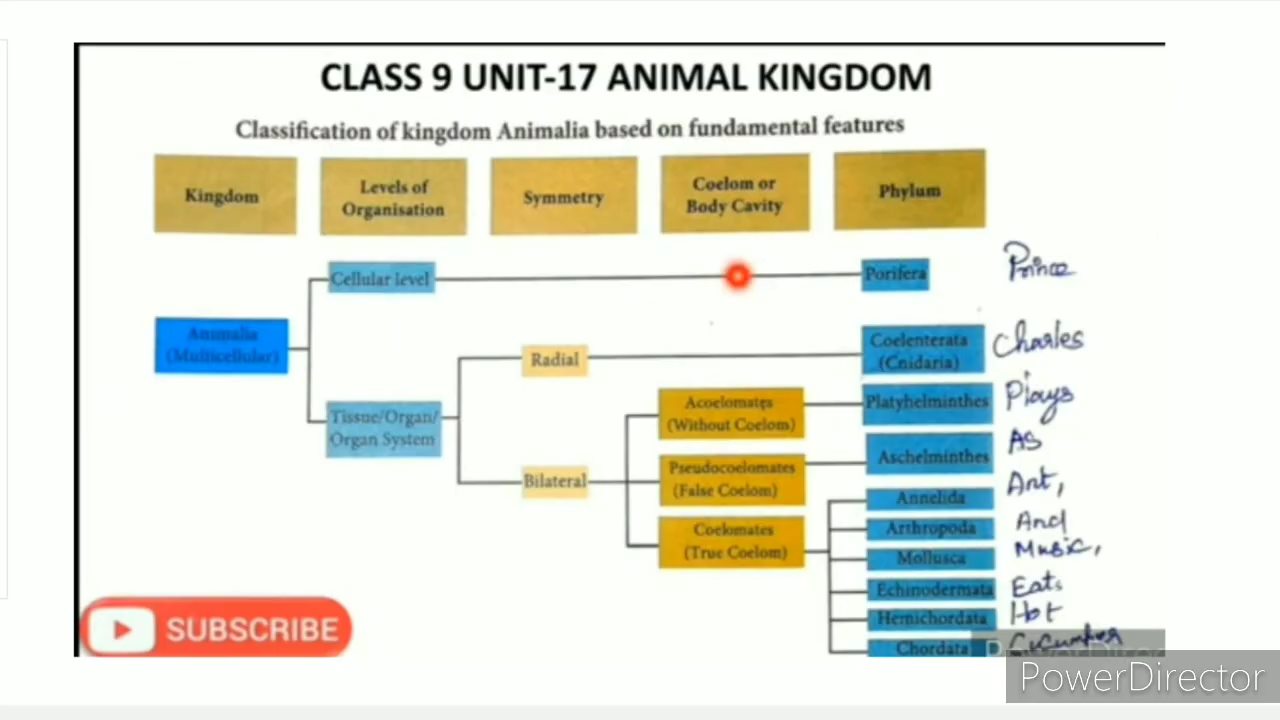 CLASS 9 UNIT-17 ANIMAL KINGDOM
Classification of kingdom Animalia based on fundamental features
Kingdom
Levels of
Organisation
Symmetry
Coelom or
Body Cavity
Phylum
Cellular level
Porifera
Prince
Animalia
(Multicellular)
Radial
Coelenterata
(Cnidaria)
Charles
Tissue/Organ/
Organ System
Acoelomates
(Without Coelom)
Platyhelminthes
Plays
Bilateral
Pseudocoelomates
(False Coelom)
Aschelminthes
AS
Coelomates
(True Coelom)
Annelida
Ant,
Arthropoda
And
Mollusca
Music,
Echinodermata
Eats
Hemichordata
Hot
Chordata
Cucumber
SUBSCRIBE
PowerDirector